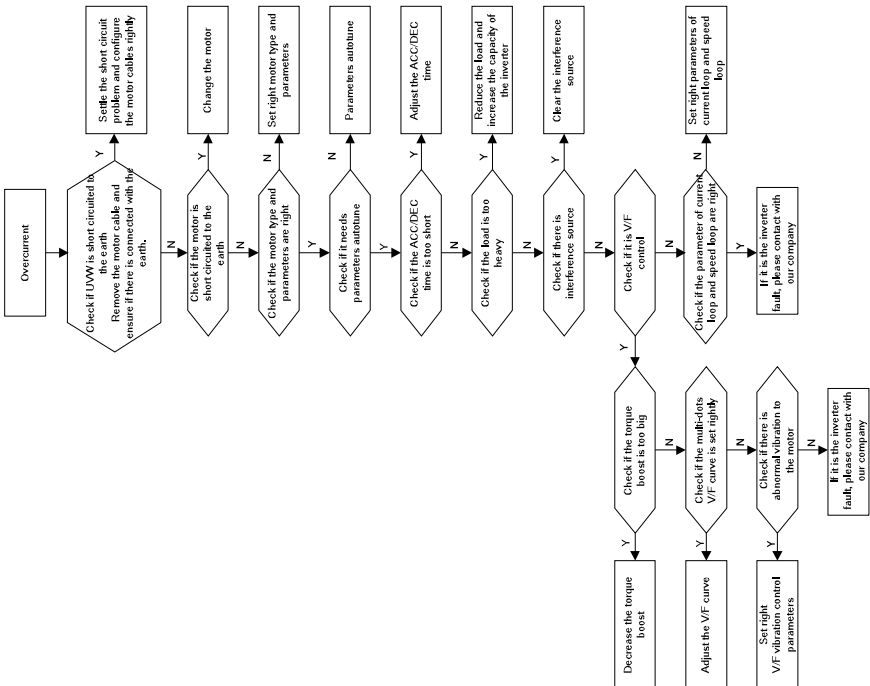 Overcurrent
Check if UVW is short circuited to
the earth
Remove the motor cable and
ensure if there is connected with the
earth.
Y
Settle the short circuit
problem and configure
the motor cables rightly
N
Check if the motor is
short circuited to the
earth
Y
Change the motor
N
Check if the motor type and
parameters are right
N
Set right motor type and
parameters
Y
Check if it needs
parameters autotune
N
Parameters autotune
Y
Check if the ACC/DEC
time is too short
Y
Adjust the ACC/DEC
time
N
Check if the load is too
heavy
Y
Reduce the load and
increase the capacity of
the inverter
N
Check if there is
interference source
N
Clear the interference
source
N
Check if it is V/F
control
N
Check if the parameter of current
loop and speed loop are right
N
Set right parameters of
current loop and speed
loop
Y
If it is the inverter
fault, please contact with
our company
Y
Check if the torque
boost is too big
Y
Decrease the torque
boost
N
Check if the multi-dots
V/F curve is set rightly
Y
Adjust the V/F curve
N
Check if there is
abnormal vibration to
the motor
Y
Set right
V/F vibration control
parameters
N
If it is the inverter
fault, please contact with
our company